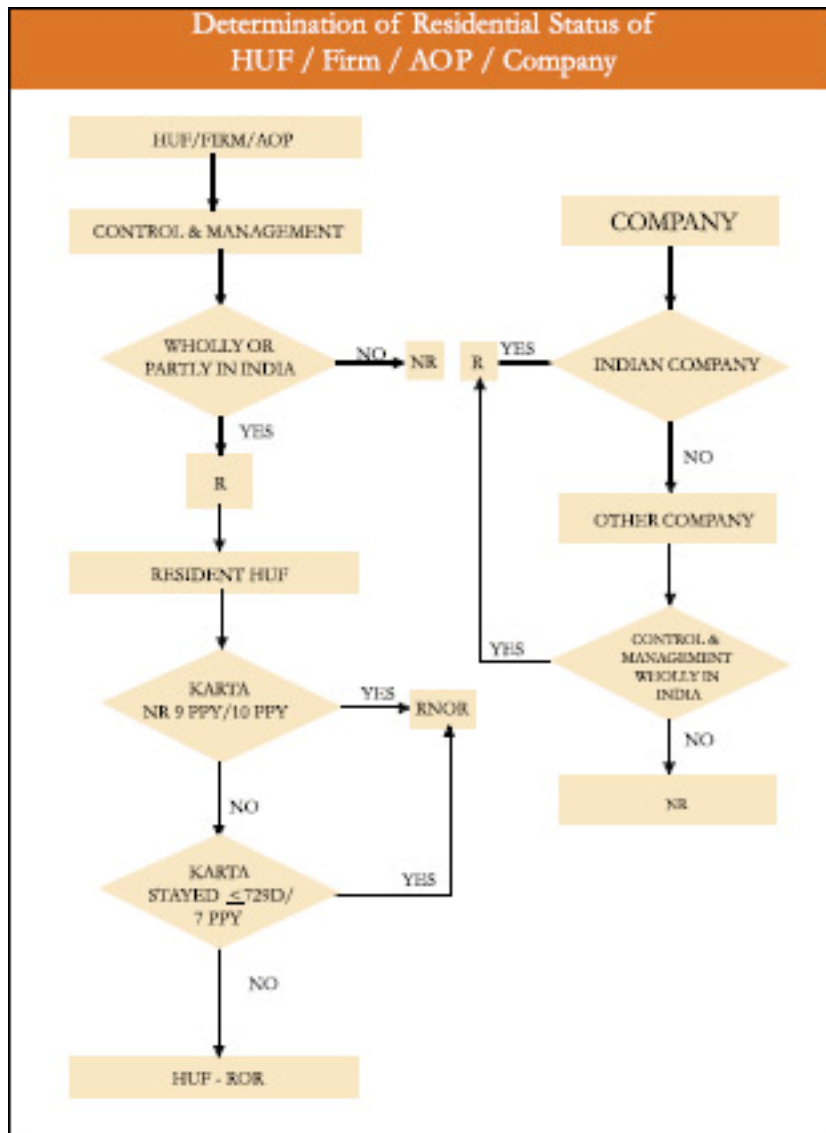 Determination of Residential Status of
HUF / Firm / AOP / Company
HUF/FIRM/AOP
CONTROL & MANAGEMENT
WHOLLY OR
PARTLY IN INDIA
NO
NR
YES
R
RESIDENT HUF
KARTA
NR 9 PPY/10 PPY
YES
RNOR
NO
KARTA
STAYED ≤729D/
7 PPY
YES
NO
HUF - ROR
COMPANY
INDIAN COMPANY
YES
R
NO
OTHER COMPANY
CONTROL &
MANAGEMENT
WHOLLY IN
INDIA
YES
NO
NR